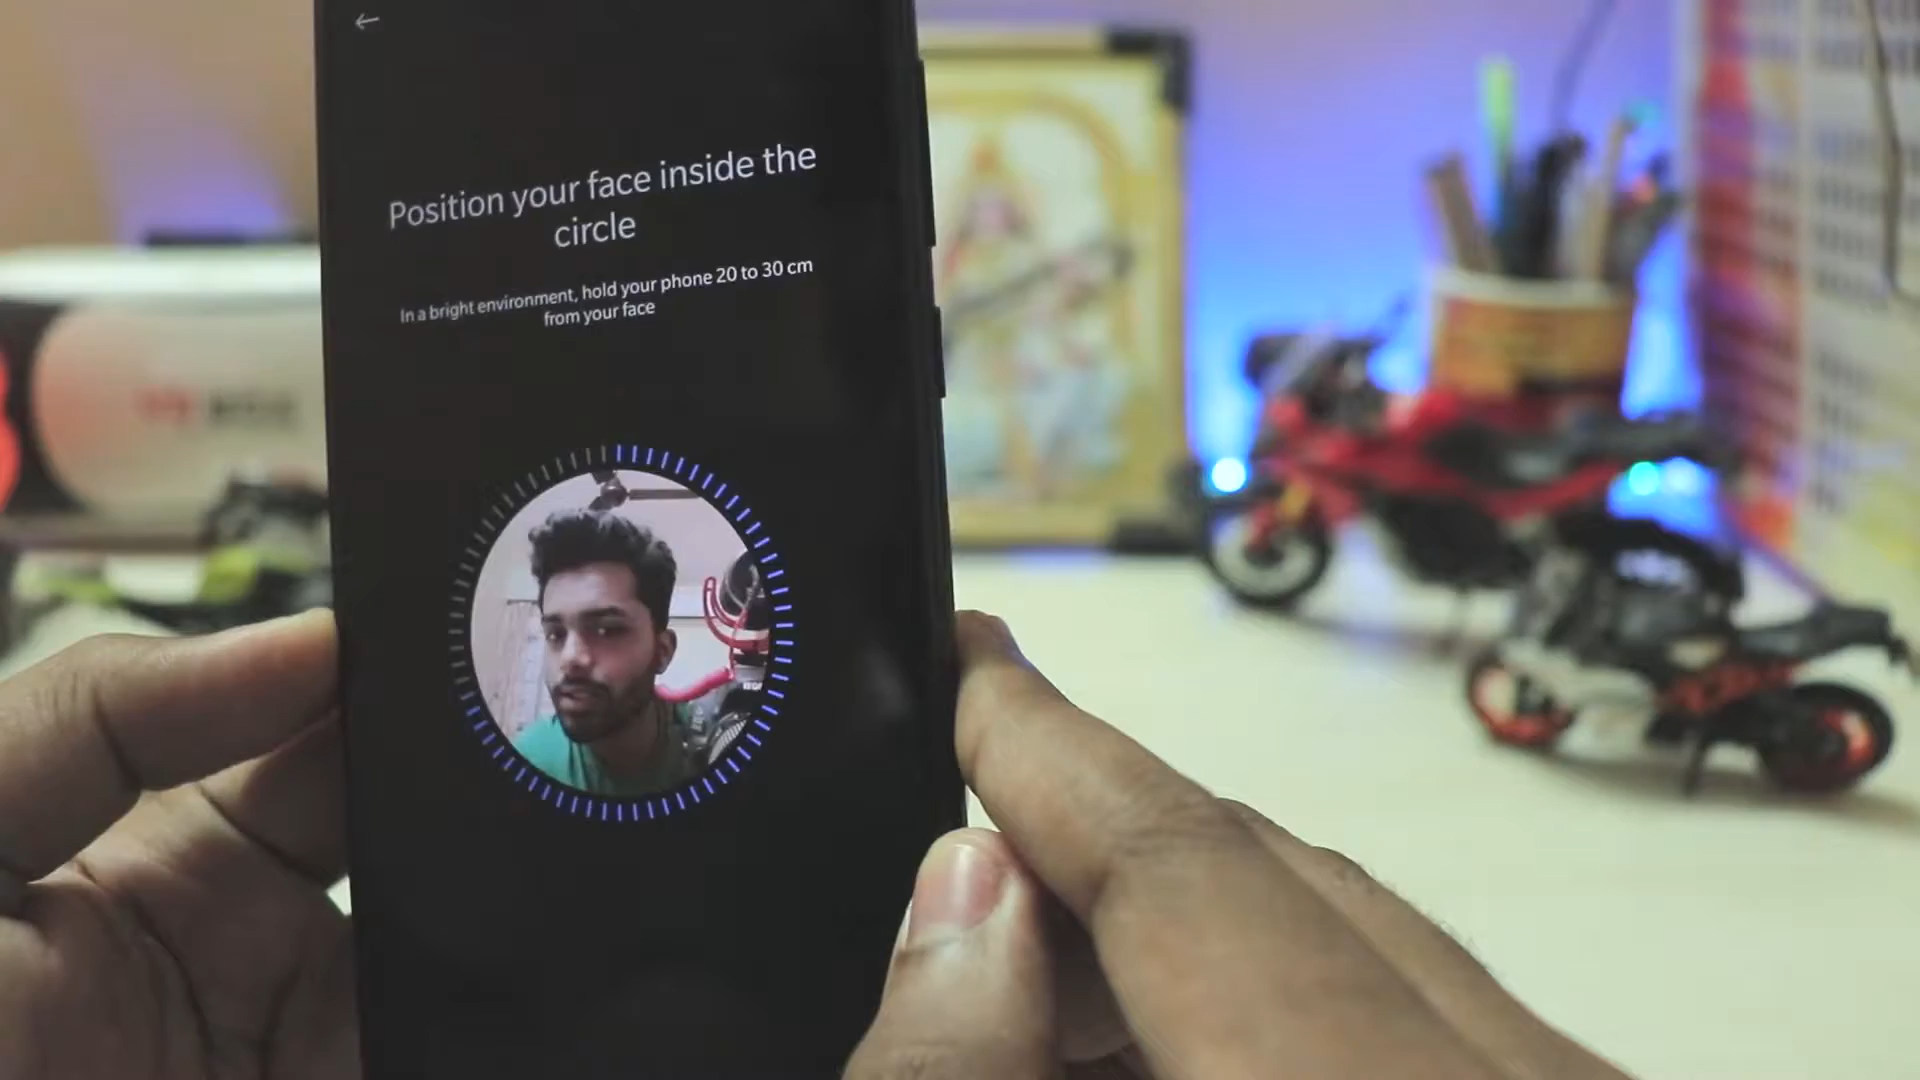 Position your face inside the
circle
In a bright environment, hold your phone 20 to 30 cm
from your face